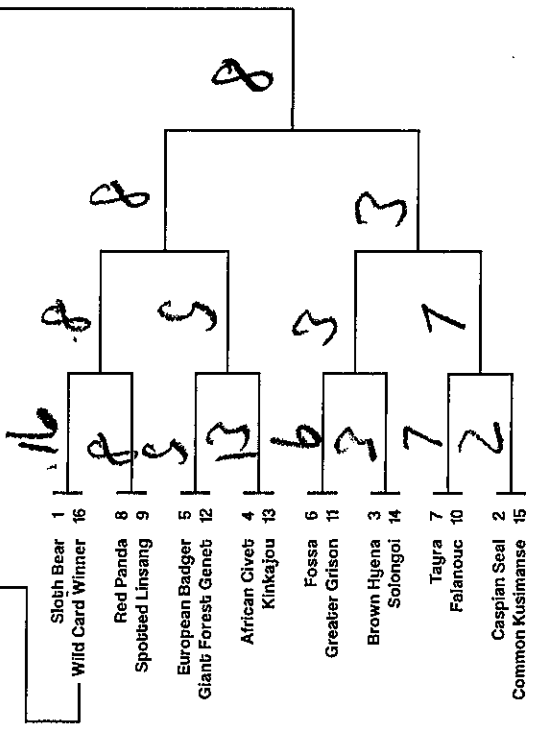 8
8
3
8
5
3
7
16
8
5
13
6
3
7
2
Sloth Bear 1
Wild Card Winner 16
Red Panda 8
Spotted Linsang 9
European Badger 5
Giant Forest Genet 12
African Civet 4
Kinkajou 13
Fossa 6
Greater Grison 11
Brown Hyena 3
Solongoi 14
Tayra 7
Falanouc 10
Caspian Seal 2
Common Kusimanse 15